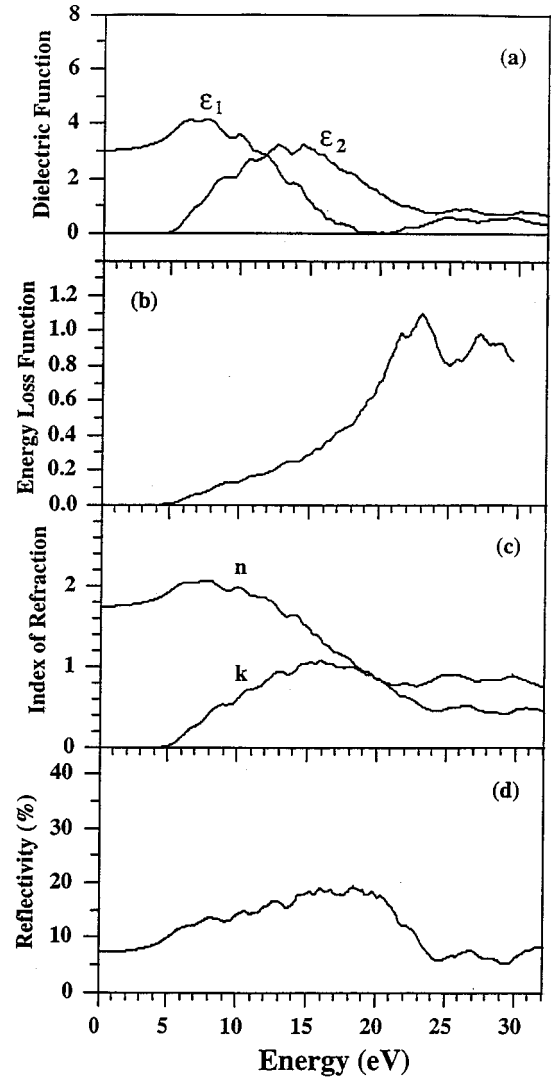 8
6
4
2
0
Dielectric Function
(a)
ε1
ε2
1.2
1.0
0.8
0.6
0.4
0.2
0.0
Energy Loss Function
(b)
2
1
0
Index of Refraction
(c)
n
k
40
30
20
10
0
Reflectivity (%)
(d)
0 5 10 15 20 25 30
Energy (eV)